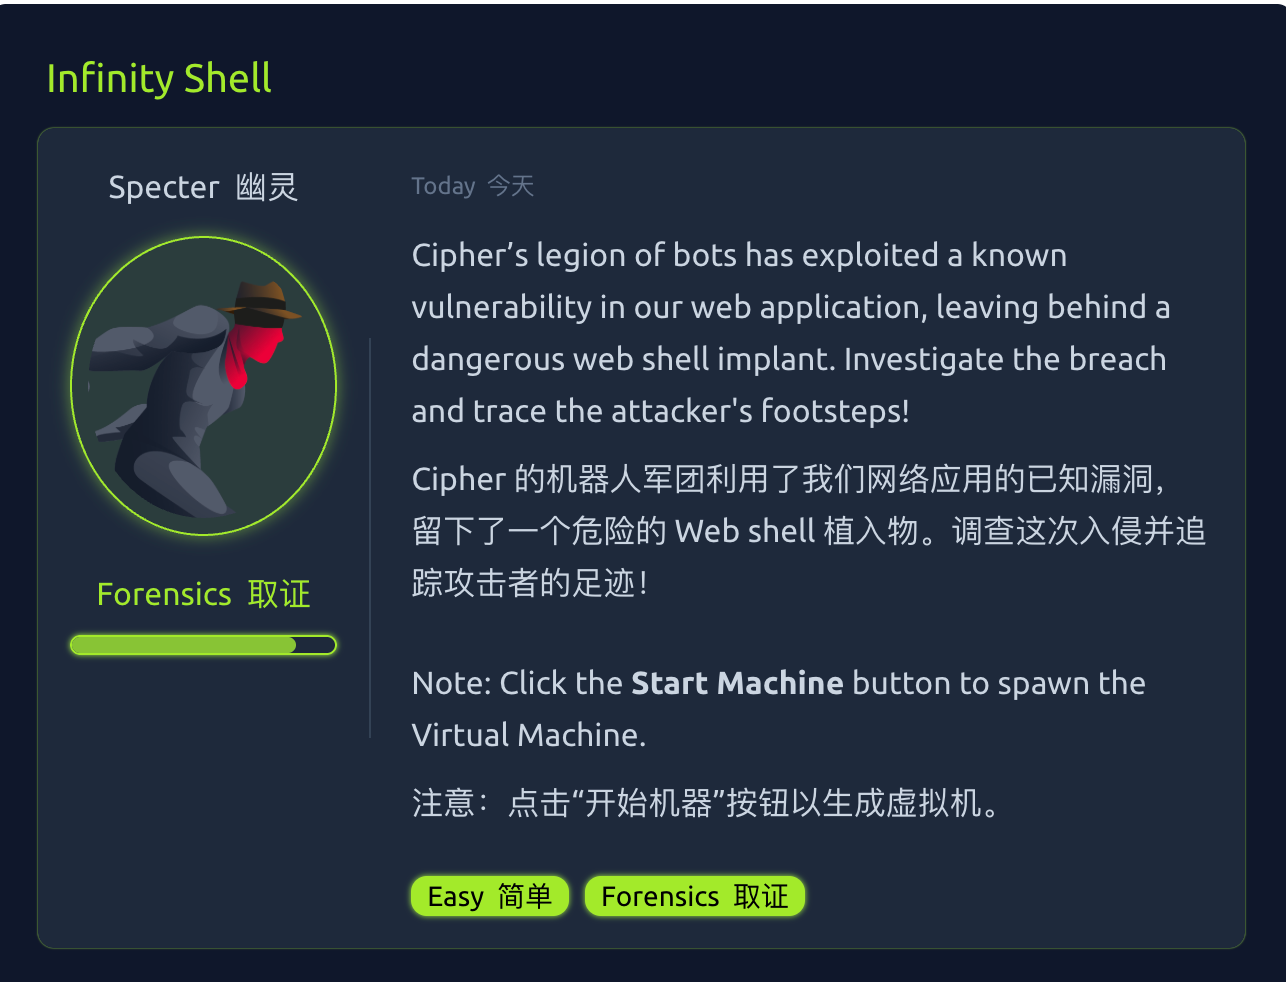 Infinity Shell
Specter 幽灵
Forensics 取证
Today 今天
Cipher’s legion of bots has exploited a known
vulnerability in our web application, leaving behind a
dangerous web shell implant. Investigate the breach
and trace the attacker's footsteps!
Cipher 的机器人军团利用了我们网络应用的已知漏洞，
留下了一个危险的 Web shell 植入物。调查这次入侵并追
踪攻击者的足迹！
Note: Click the Start Machine button to spawn the
Virtual Machine.
注意：点击“开始机器”按钮以生成虚拟机。
Easy 简单 Forensics 取证